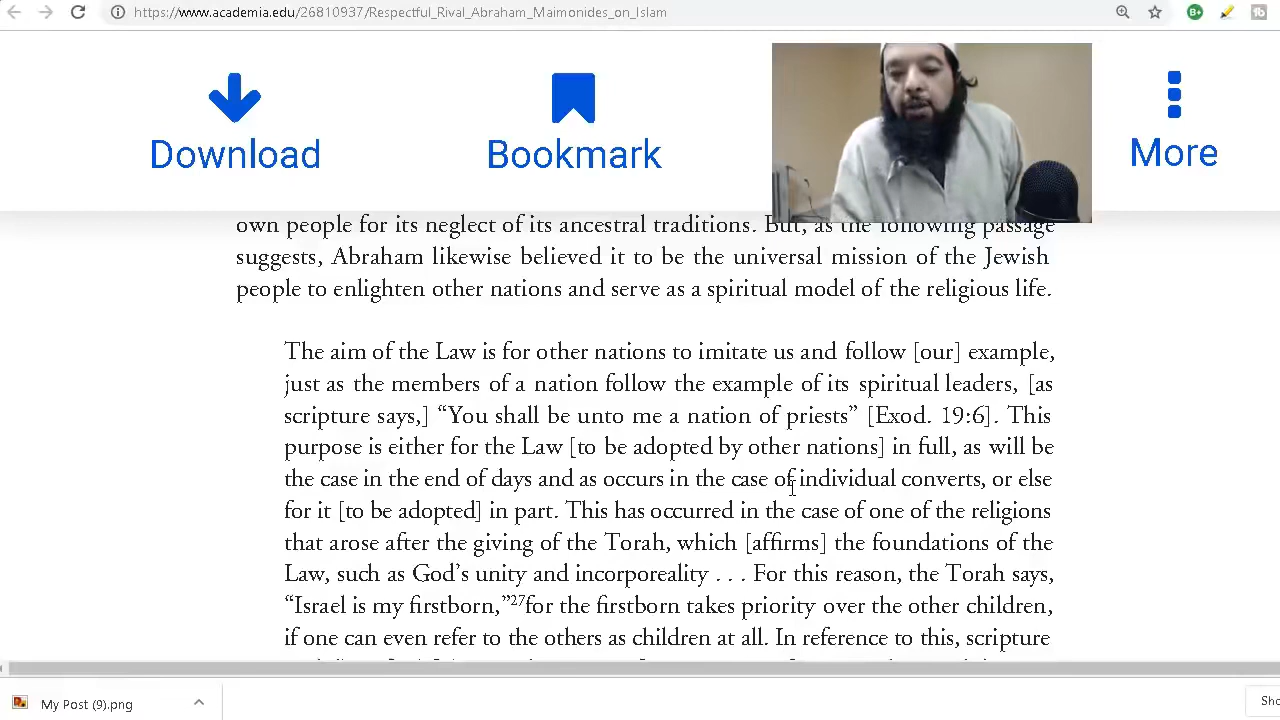 https://www.academia.edu/26810937/Respectful_Rival_Abraham_Maimonides_on_Islam
B+
Download
Bookmark
More
own people for its neglect of its ancestral traditions. But, as the following passage
suggests, Abraham likewise believed it to be the universal mission of the Jewish
people to enlighten other nations and serve as a spiritual model of the religious life.
The aim of the Law is for other nations to imitate us and follow [our] example,
just as the members of a nation follow the example of its spiritual leaders, [as
scripture says,] “You shall be unto me a nation of priests” [Exod. 19:6]. This
purpose is either for the Law [to be adopted by other nations] in full, as will be
the case in the end of days and as occurs in the case of individual converts, or else
for it [to be adopted] in part. This has occurred in the case of one of the religions
that arose after the giving of the Torah, which [affirms] the foundations of the
Law, such as God’s unity and incorporeality . . . For this reason, the Torah says,
“Israel is my firstborn,”27for the firstborn takes priority over the other children,
if one can even refer to the others as children at all. In reference to this, scripture
My Post (9).png
Sho